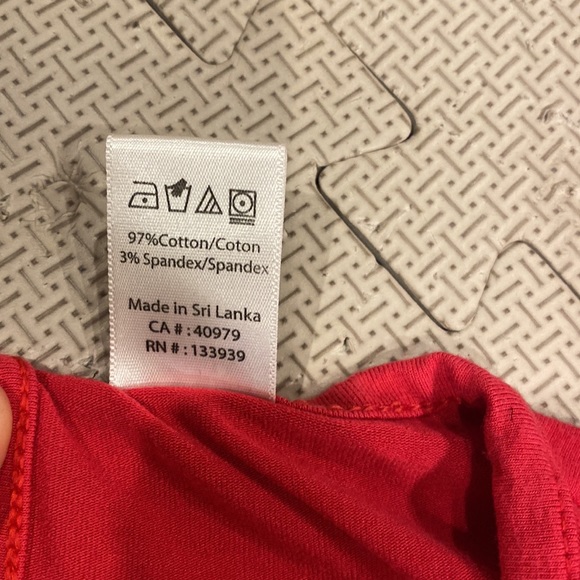 97%Cotton/Coton
3% Spandex/Spandex
Made in Sri Lanka
CA # : 40979
RN # : 133939